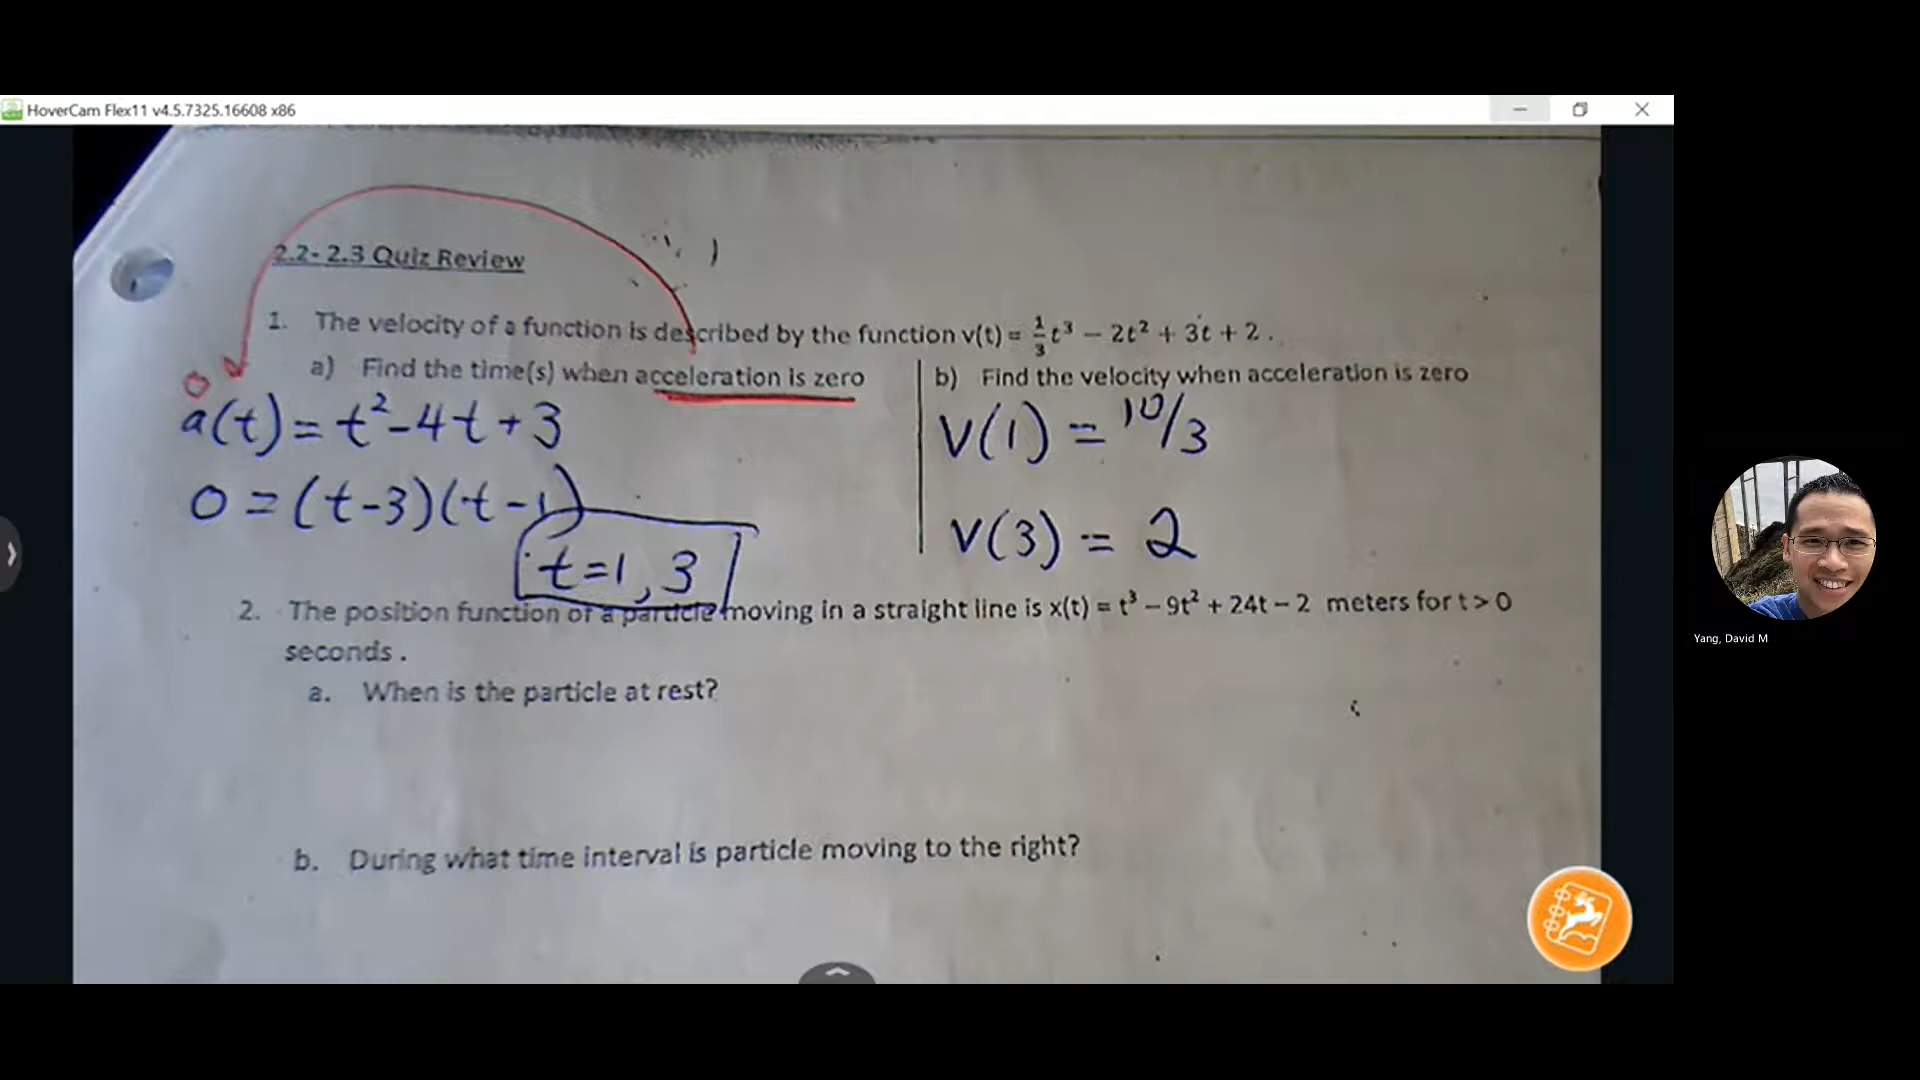 HoverCam Flex11 v4.5.7325.16608 x86
2.2- 2.3 Quiz Review
1. The velocity of a function is described by the function v(t) = 1/3 t³ − 2t² + 3t + 2 .
a) Find the time(s) when acceleration is zero
b) Find the velocity when acceleration is zero
0
a(t) = t² - 4t + 3
0 = (t-3)(t-1)
t=1, 3
v(1) = 10/3
v(3) = 2
2. The position function of a particle moving in a straight line is x(t) = t³ − 9t² + 24t − 2 meters for t > 0
seconds .
a. When is the particle at rest?
b. During what time interval is particle moving to the right?
Yang, David M